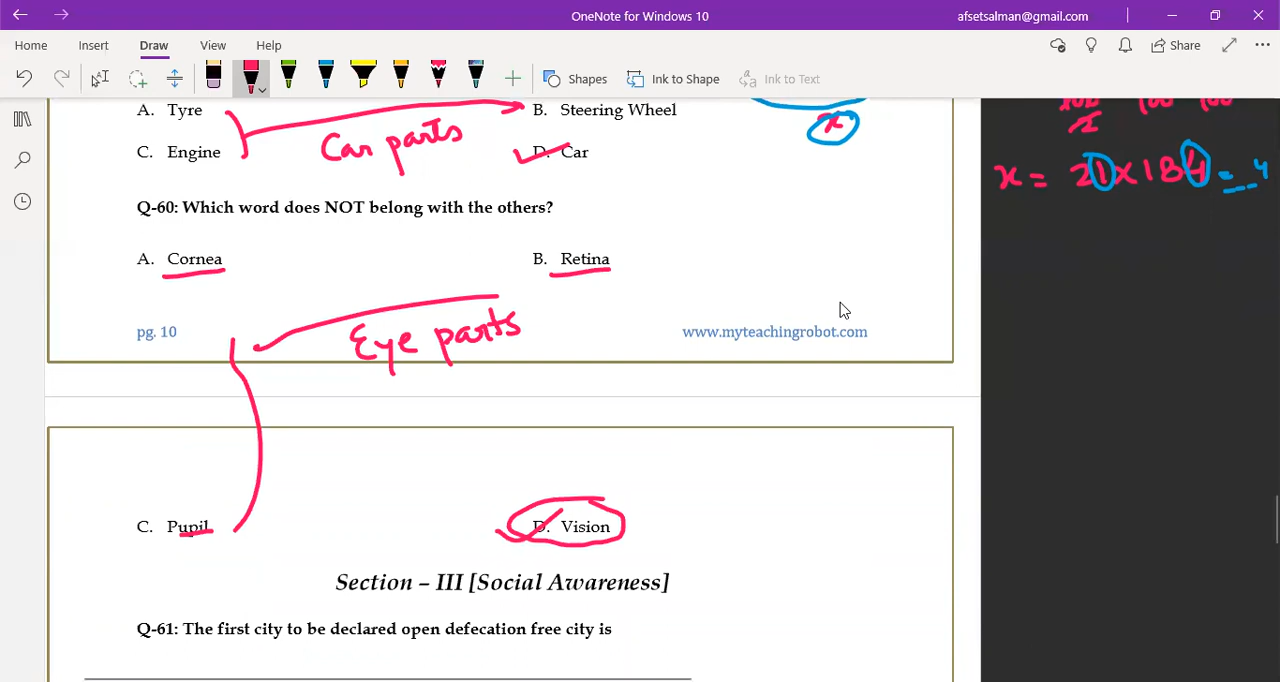 OneNote for Windows 10
afsetsalman@gmail.com
Home Insert Draw View Help
Share
Shapes Ink to Shape Ink to Text
A. Tyre B. Steering Wheel
Car parts
C. Engine D. Car
x
x = 21 x 184 = _ _ 4
Q-60: Which word does NOT belong with the others?
A. Cornea B. Retina
Eye parts
pg. 10 www.myteachingrobot.com
C. Pupil D. Vision
Section – III [Social Awareness]
Q-61: The first city to be declared open defecation free city is